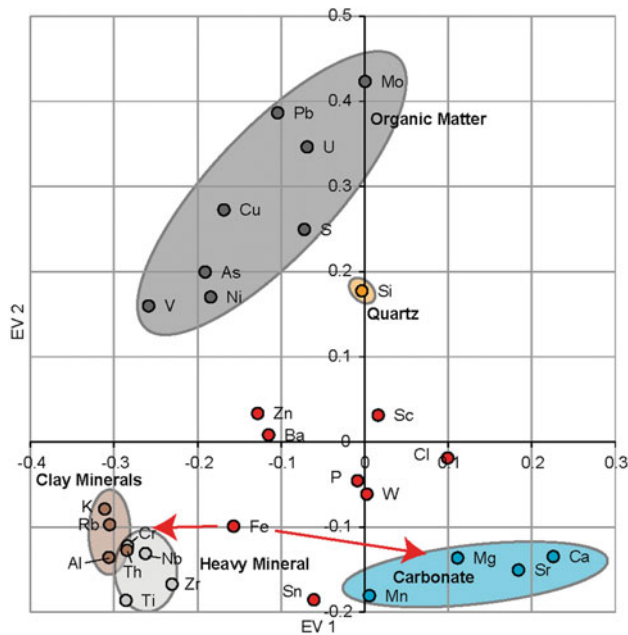 0.5
Mo
Pb
0.4
Organic Matter
U
0.3
Cu
S
As
0.2
V
Ni
Si
Quartz
EV 2
0.1
Zn
Sc
Ba
0
-0.4
-0.3
-0.2
-0.1
0
0.1
0.2
0.3
Cl
Clay Minerals
P
W
K
Rb
Fe
-0.1
Cr
Al
Th
Nb
Heavy Mineral
Mg
Ca
Carbonate
Sr
Zr
Ti
Sn
Mn
-0.2
EV 1